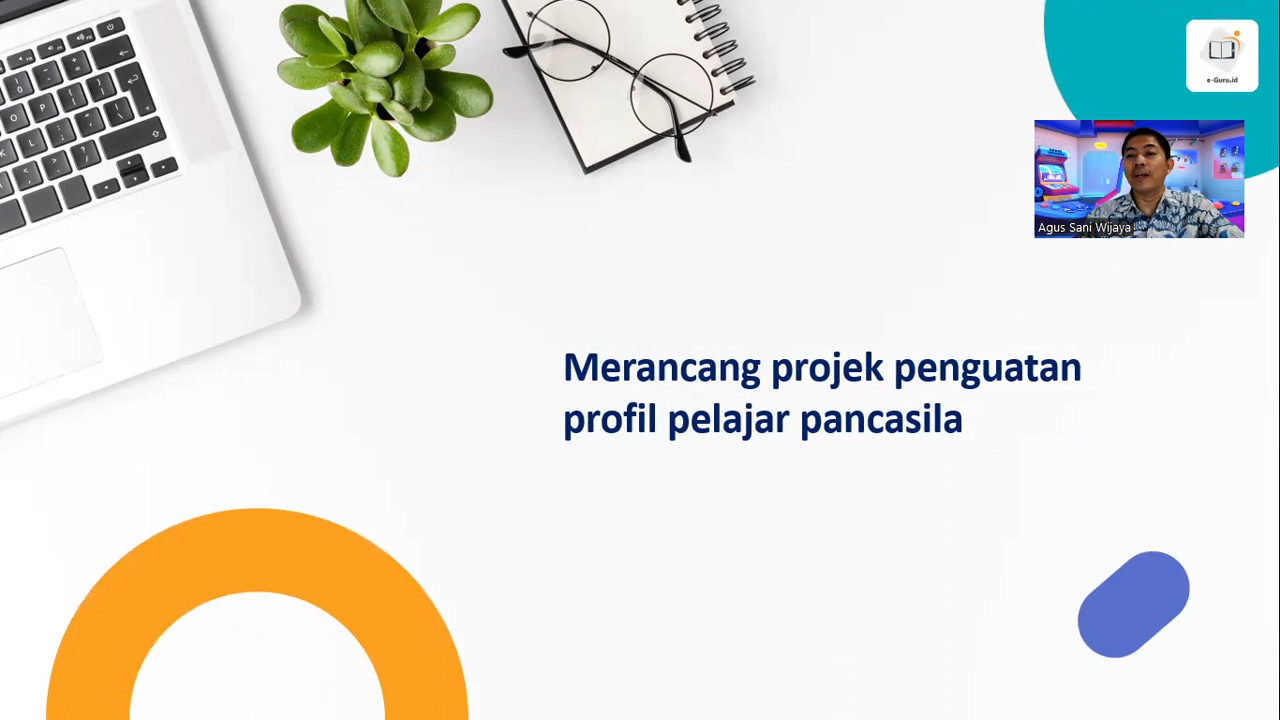 e-Guru.id
Agus Sani Wijaya
Merancang projek penguatan
profil pelajar pancasila